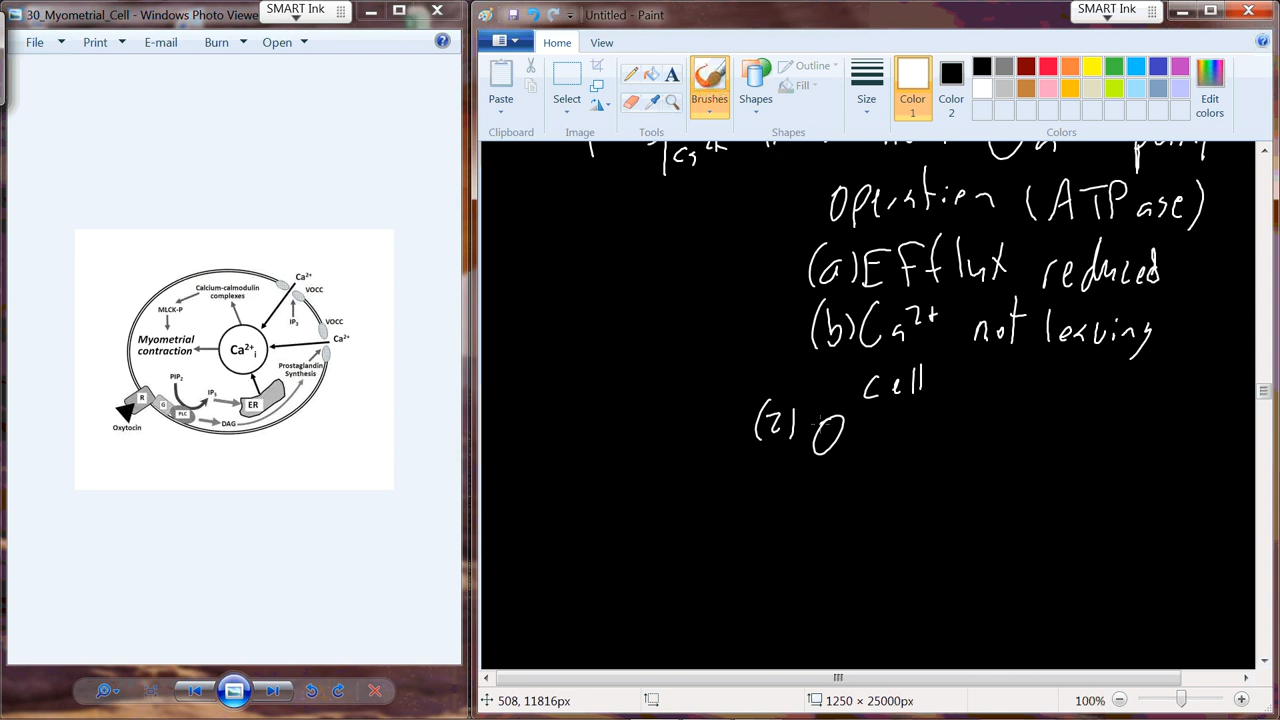 30_Myometrial_Cell - Windows Photo Viewe
SMART Ink
File Print E-mail Burn Open
Ca2+
VOCC
Calcium-calmodulin
complexes
MLCK-P
IP3
VOCC
Ca2+
Myometrial
contraction
Ca2+i
Prostaglandin
Synthesis
PIP2
IP3
R
G
PLC
ER
DAG
Oxytocin
Untitled - Paint
SMART Ink
Home View
Paste
Select
Brushes
Shapes
Outline
Fill
Size
Color
1
Color
2
Edit
colors
Clipboard Image Tools Shapes Colors
Operation (ATPase)
(a) Efflux reduced
(b) Ca2+ not leaving
cell
(2) O
508, 11816px
1250 × 25000px
100%